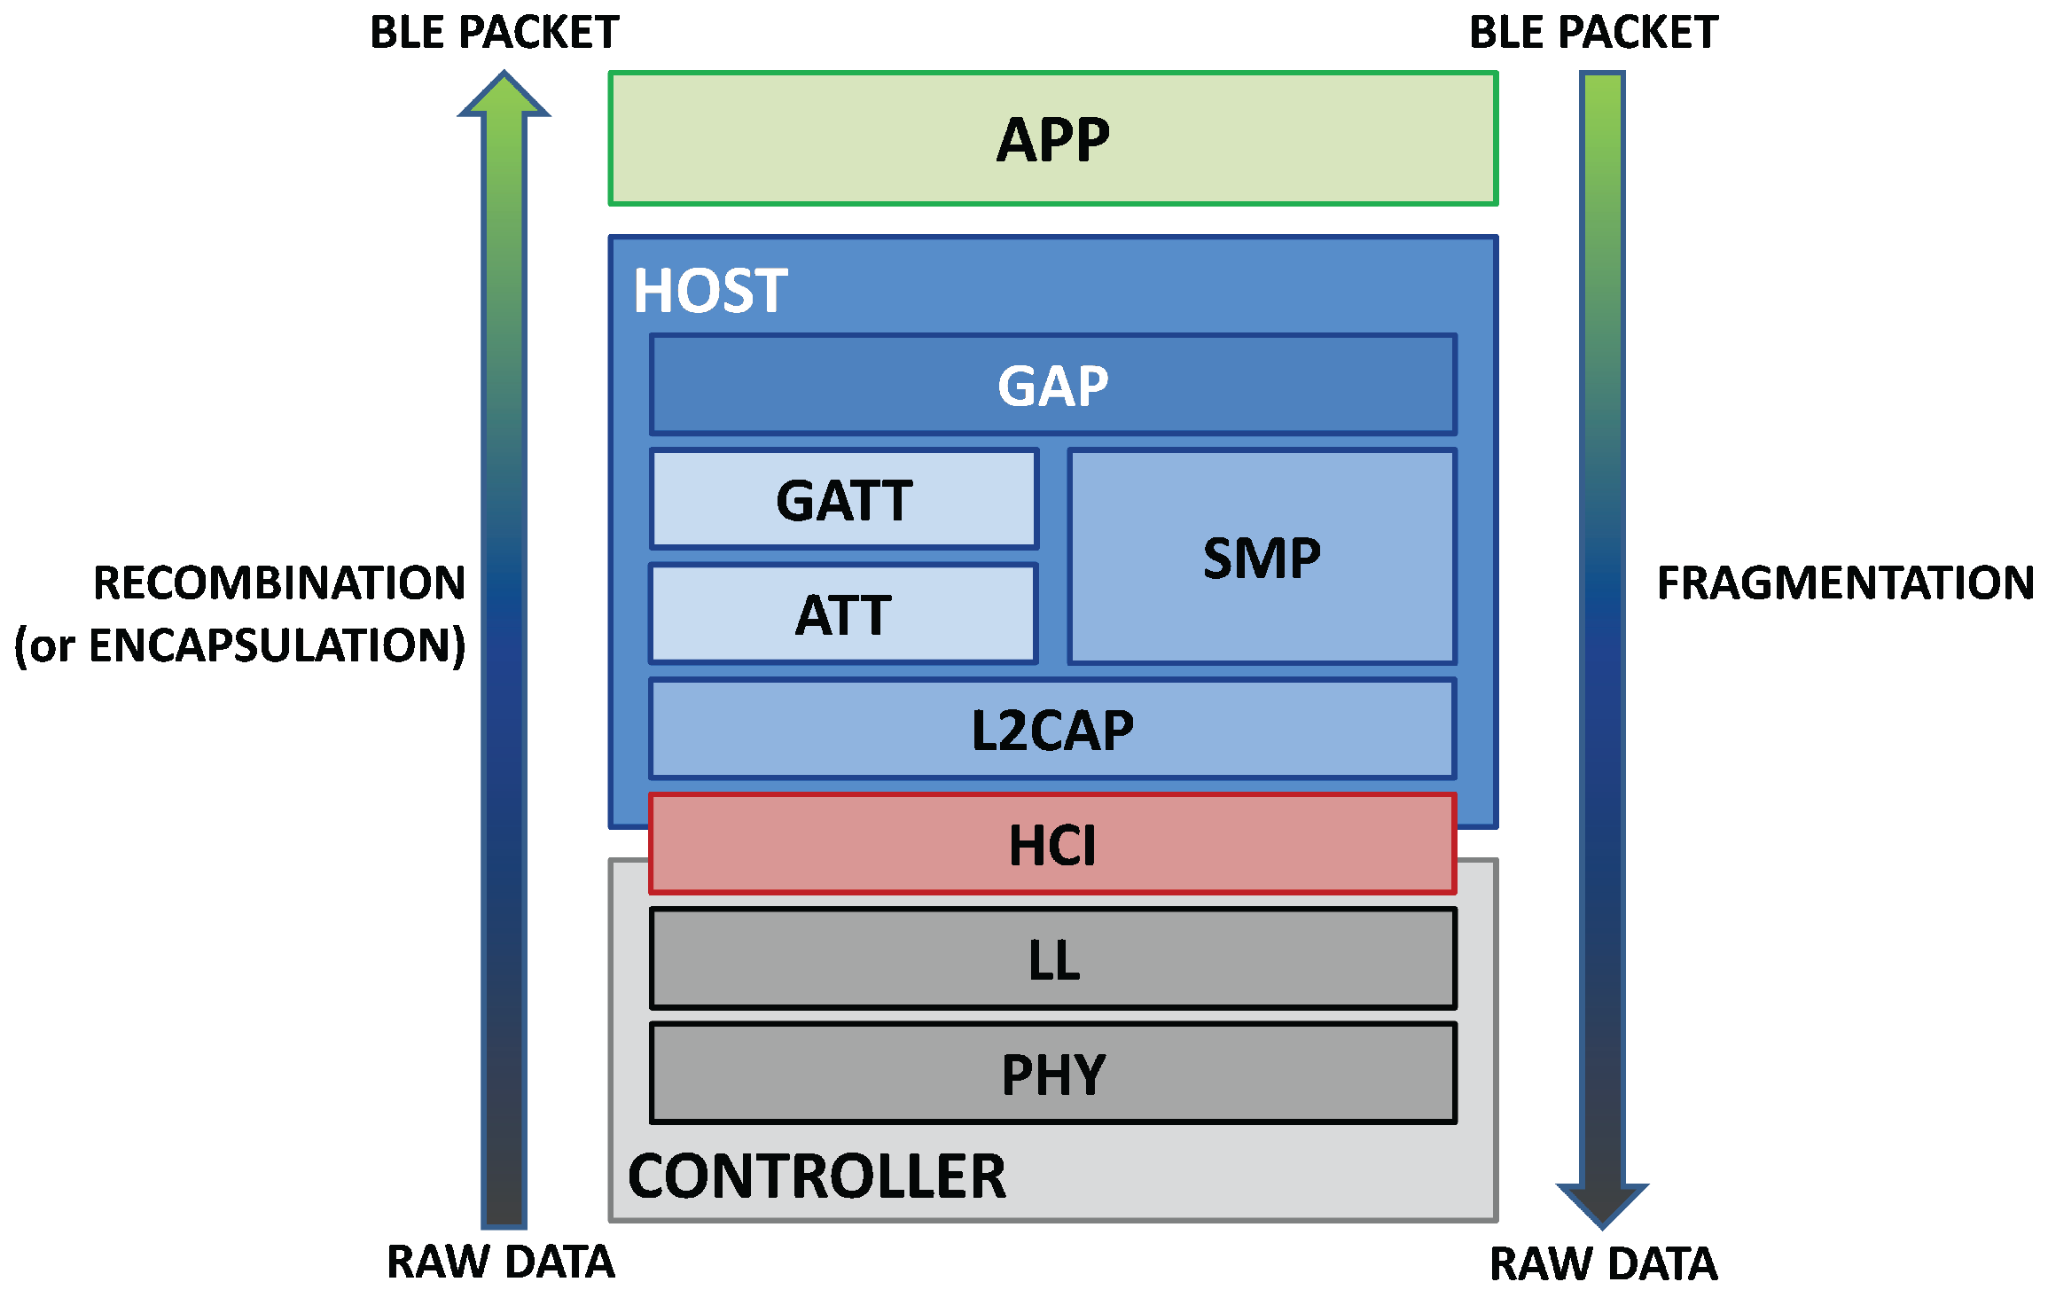 BLE PACKET
BLE PACKET
APP
HOST
GAP
GATT
SMP
ATT
RECOMBINATION
(or ENCAPSULATION)
FRAGMENTATION
L2CAP
HCI
LL
PHY
CONTROLLER
RAW DATA
RAW DATA